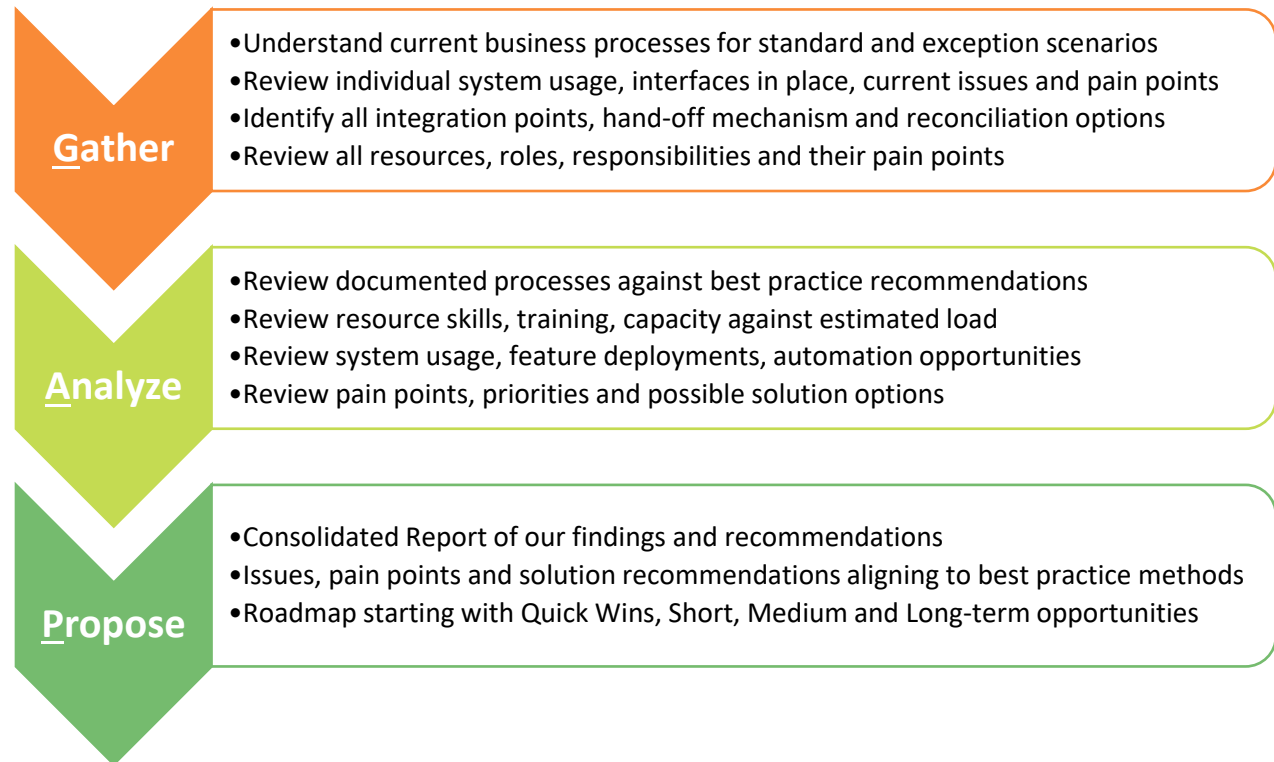 Gather
•Understand current business processes for standard and exception scenarios
•Review individual system usage, interfaces in place, current issues and pain points
•Identify all integration points, hand-off mechanism and reconciliation options
•Review all resources, roles, responsibilities and their pain points
Analyze
•Review documented processes against best practice recommendations
•Review resource skills, training, capacity against estimated load
•Review system usage, feature deployments, automation opportunities
•Review pain points, priorities and possible solution options
Propose
•Consolidated Report of our findings and recommendations
•Issues, pain points and solution recommendations aligning to best practice methods
•Roadmap starting with Quick Wins, Short, Medium and Long-term opportunities